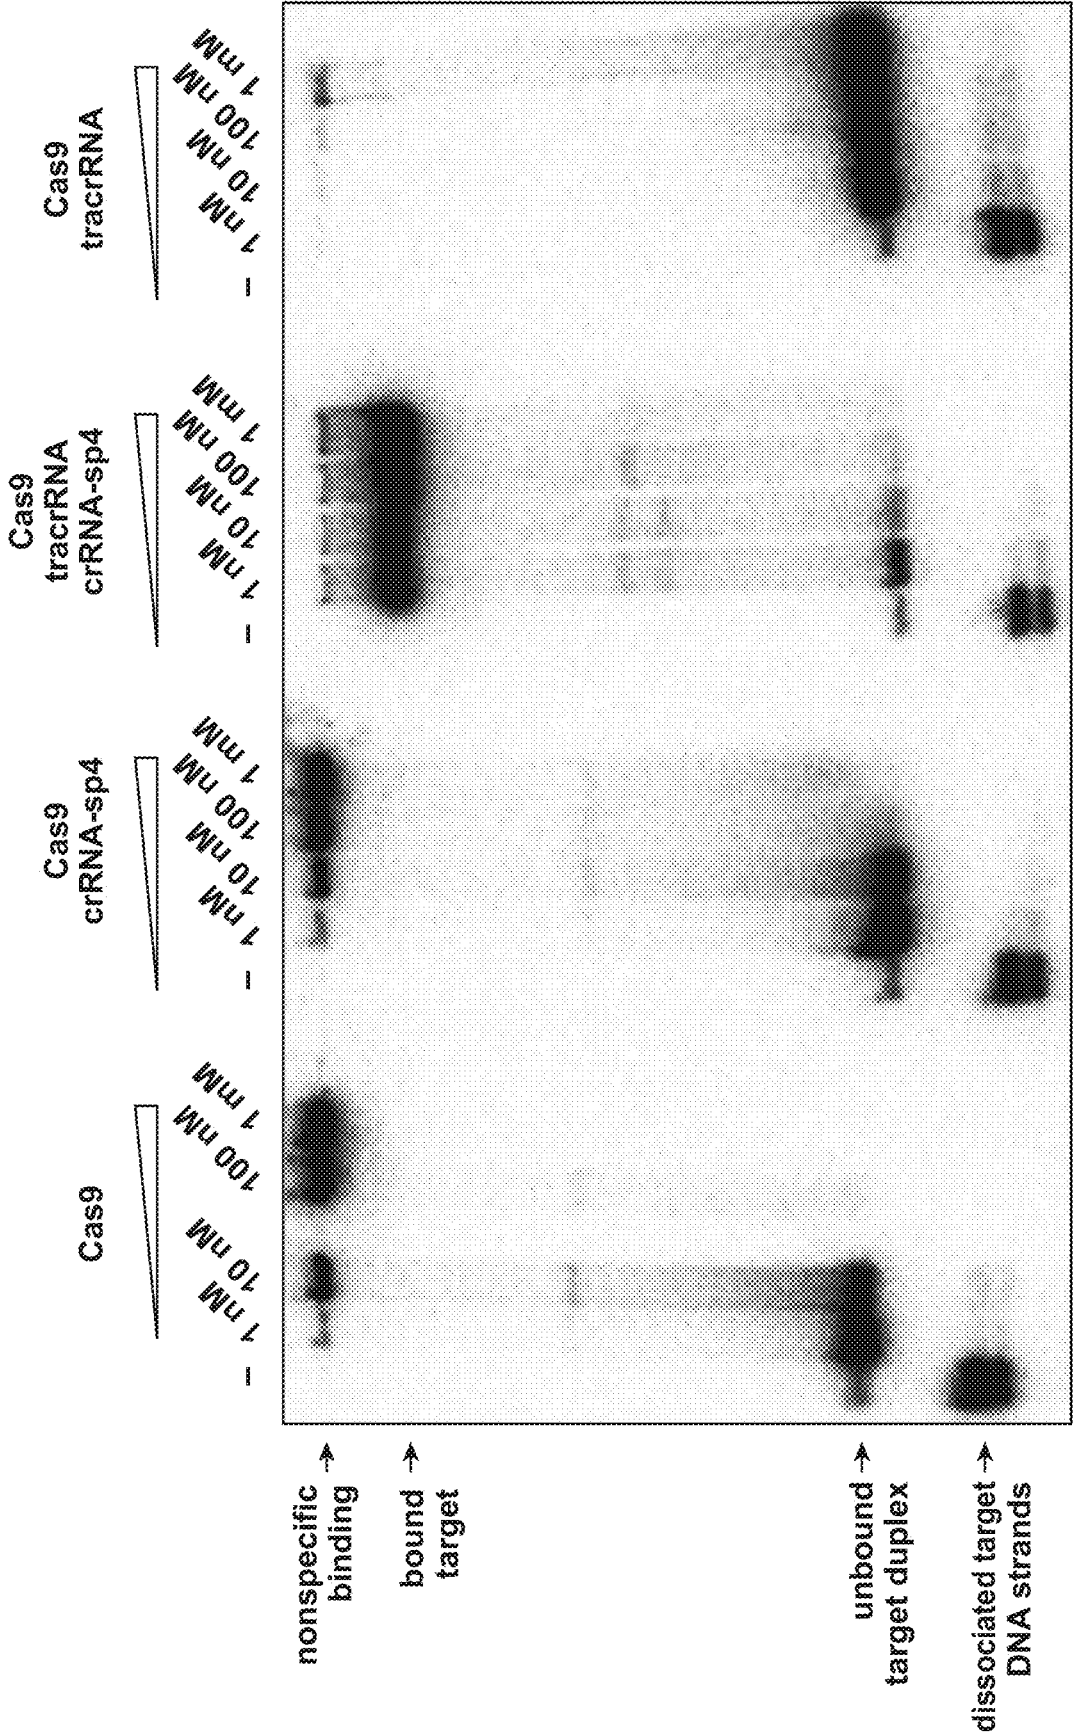 Cas9
– 1 nM 10 nM 100 nM 1 mM
Cas9
crRNA-sp4
– 1 nM 10 nM 100 nM 1 mM
Cas9
tracrRNA
crRNA-sp4
– 1 nM 10 nM 100 nM 1 mM
Cas9
tracrRNA
– 1 nM 10 nM 100 nM 1 mM
nonspecific
binding
bound
target
unbound
target duplex
dissociated target
DNA strands